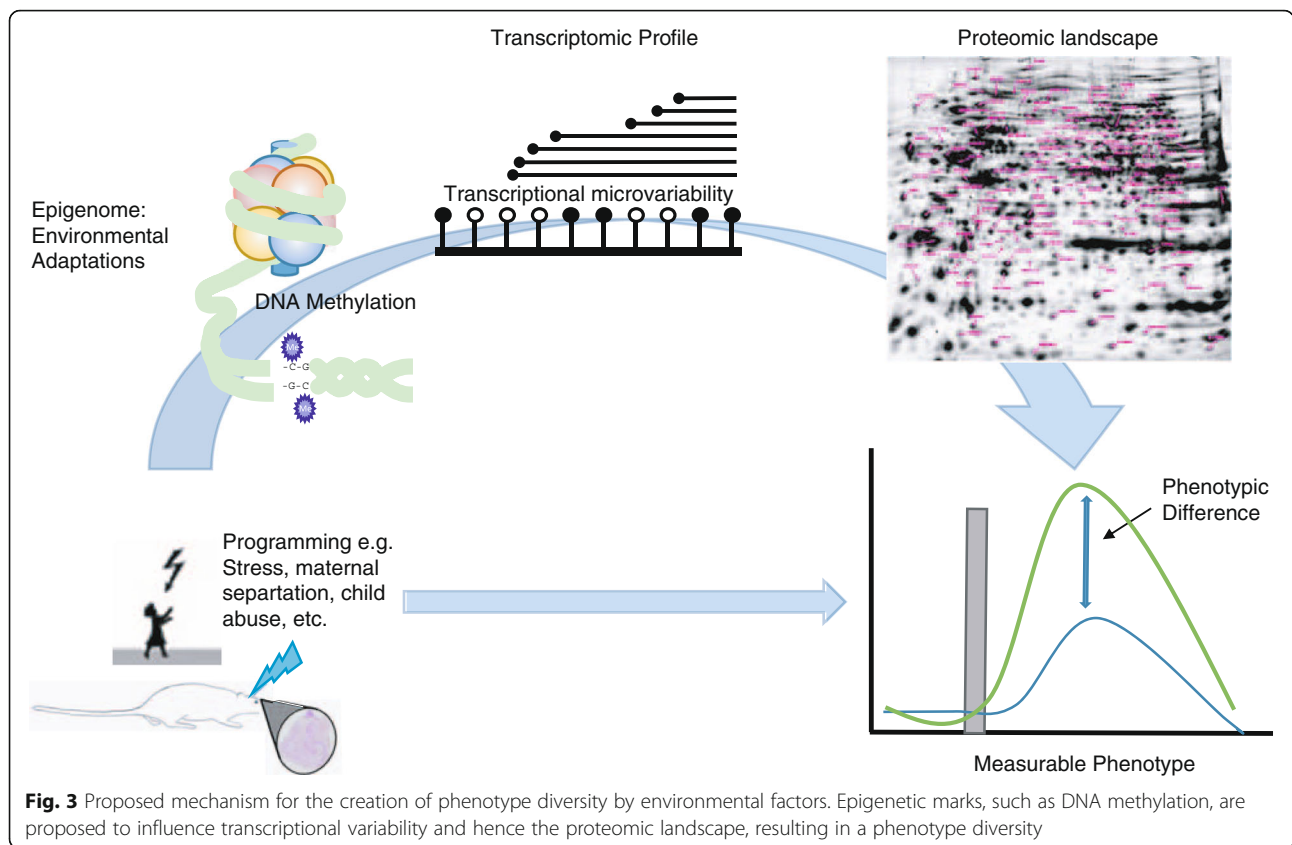 Transcriptomic Profile
Proteomic landscape
Transcriptional microvariability
Epigenome:
Environmental
Adaptations
DNA Methylation
-C-G
-G-C
Phenotypic
Difference
Programming e.g.
Stress, maternal
separtation, child
abuse, etc.
Measurable Phenotype
Fig. 3 Proposed mechanism for the creation of phenotype diversity by environmental factors. Epigenetic marks, such as DNA methylation, are
proposed to influence transcriptional variability and hence the proteomic landscape, resulting in a phenotype diversity